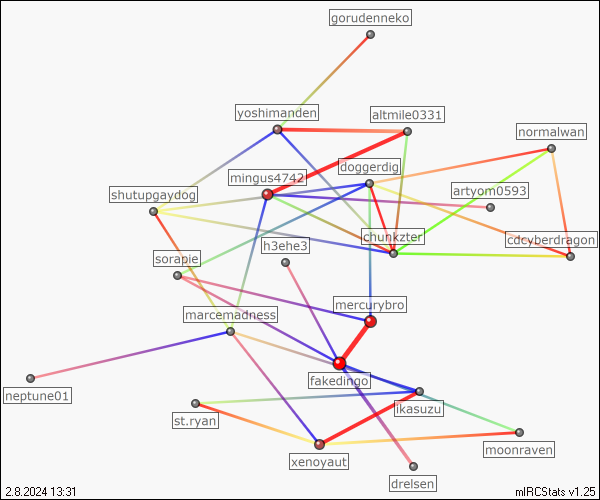 gorudenneko
yoshimanden
altmile0331
normalwan
doggerdig
mingus4742
artyom0593
shutupgaydog
chunkzter
cdcyberdragon
h3ehe3
sorapie
mercurybro
marcemadness
fakedingo
neptune01
ikasuzu
st.ryan
moonraven
xenoyaut
drelsen
2.8.2024 13:31
mIRCStats v1.25